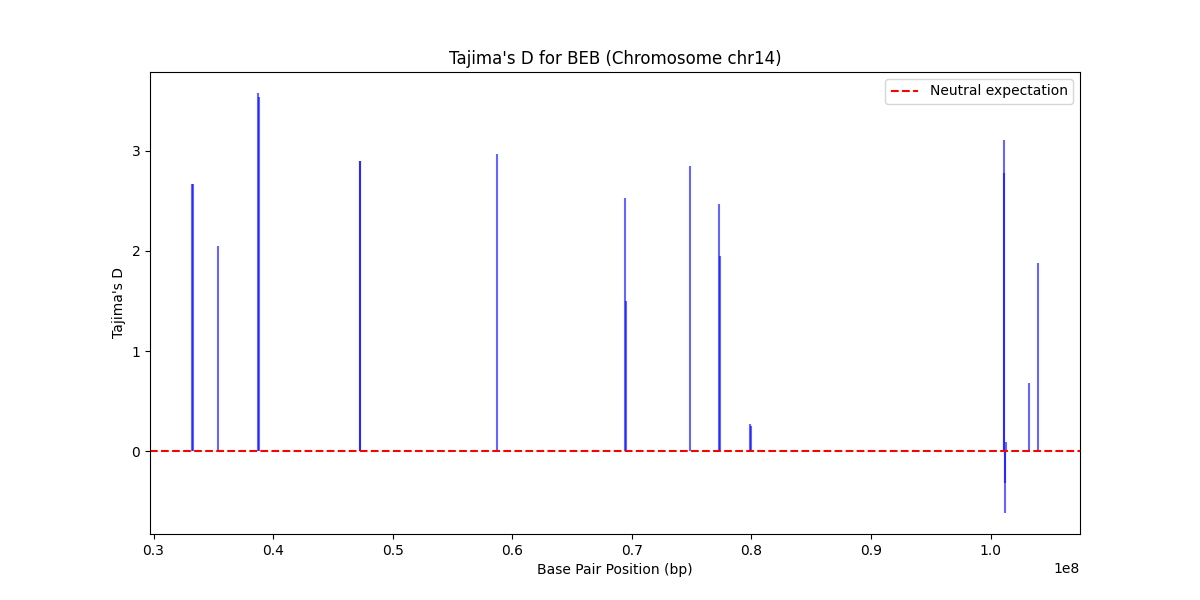 Tajima's D for BEB (Chromosome chr14)
Neutral expectation
Tajima's D
3
2
1
0
0.3 0.4 0.5 0.6 0.7 0.8 0.9 1.0
1e8
Base Pair Position (bp)